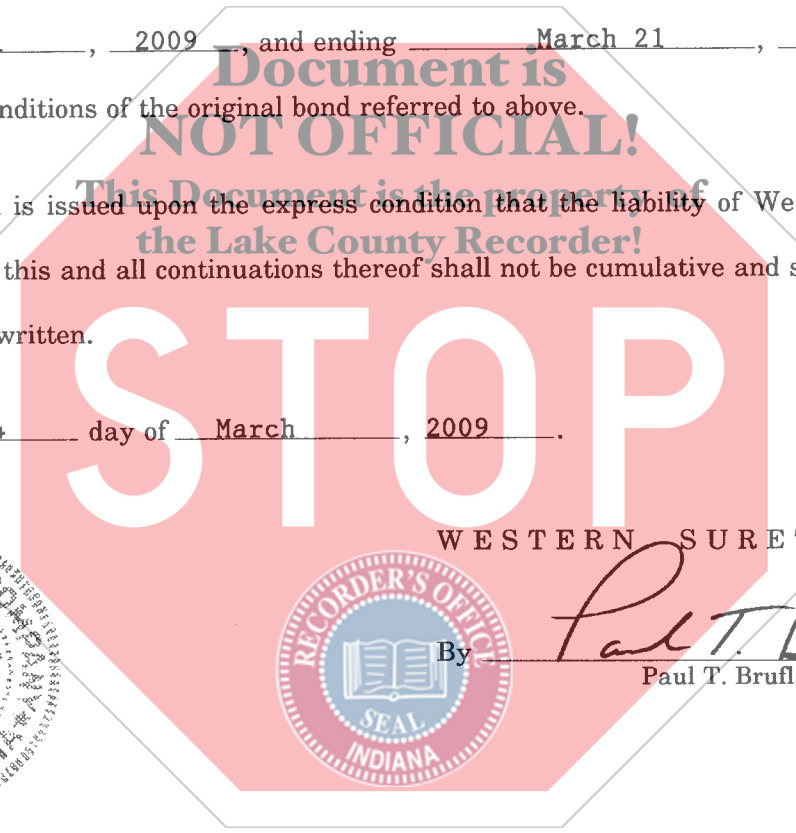 , 2009, and ending March 21,
Document is
nditions of the original bond referred to above.
NOT OFFICIAL!
This Document is the property of
is issued upon the express condition that the liability of We
the Lake County Recorder!
this and all continuations thereof shall not be cumulative and s
written.
STOP
day of March, 2009.
WESTERN SURE
RECORDER'S OFFICE
SEAL
INDIANA
By Paul T.
Paul T. Brufl